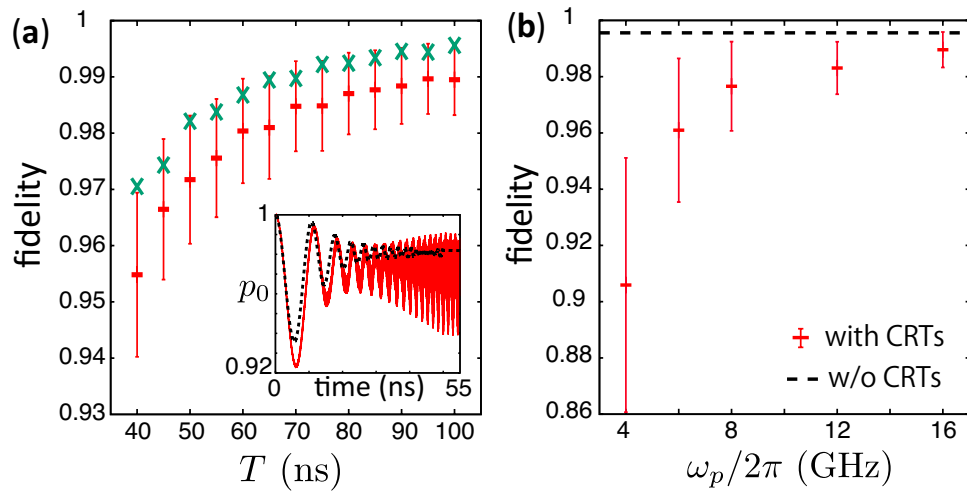 (a)
fidelity
1
0.99
0.98
0.97
0.96
0.95
0.94
0.93
40 50 60 70 80 90 100
T (ns)
1
p0
0.92
0 time (ns) 55
(b)
fidelity
1
0.98
0.96
0.94
0.92
0.9
0.88
0.86
with CRTs
w/o CRTs
4 8 12 16
ωp/2π (GHz)